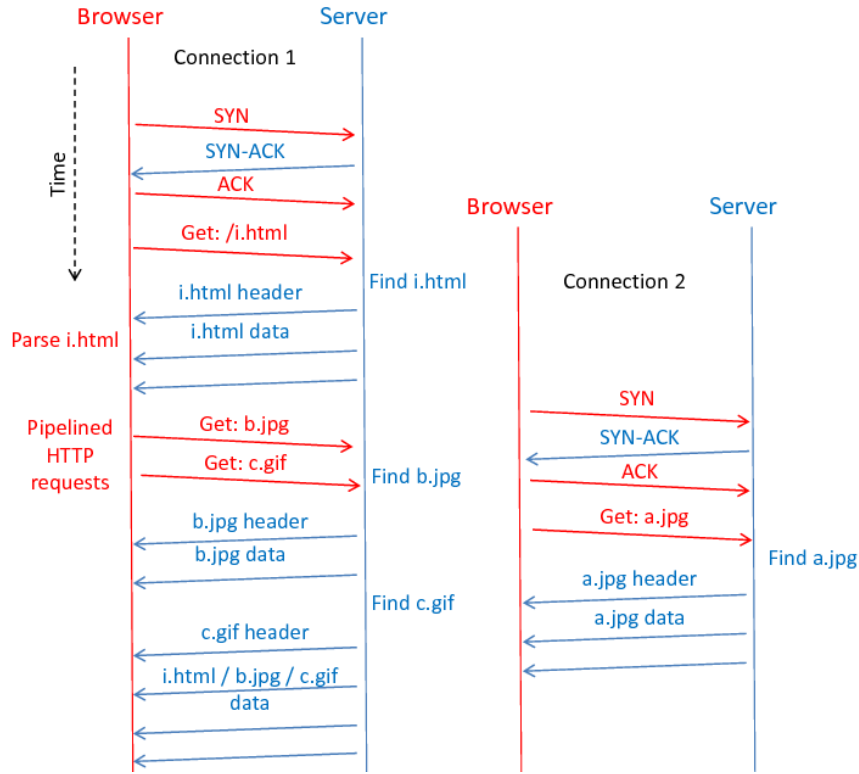 Browser
Server
Connection 1
Time
SYN
SYN-ACK
ACK
Get: /i.html
Find i.html
i.html header
i.html data
Parse i.html
Pipelined
HTTP
requests
Get: b.jpg
Get: c.gif
Find b.jpg
b.jpg header
b.jpg data
Find c.gif
c.gif header
i.html / b.jpg / c.gif
data
Browser
Server
Connection 2
SYN
SYN-ACK
ACK
Get: a.jpg
Find a.jpg
a.jpg header
a.jpg data